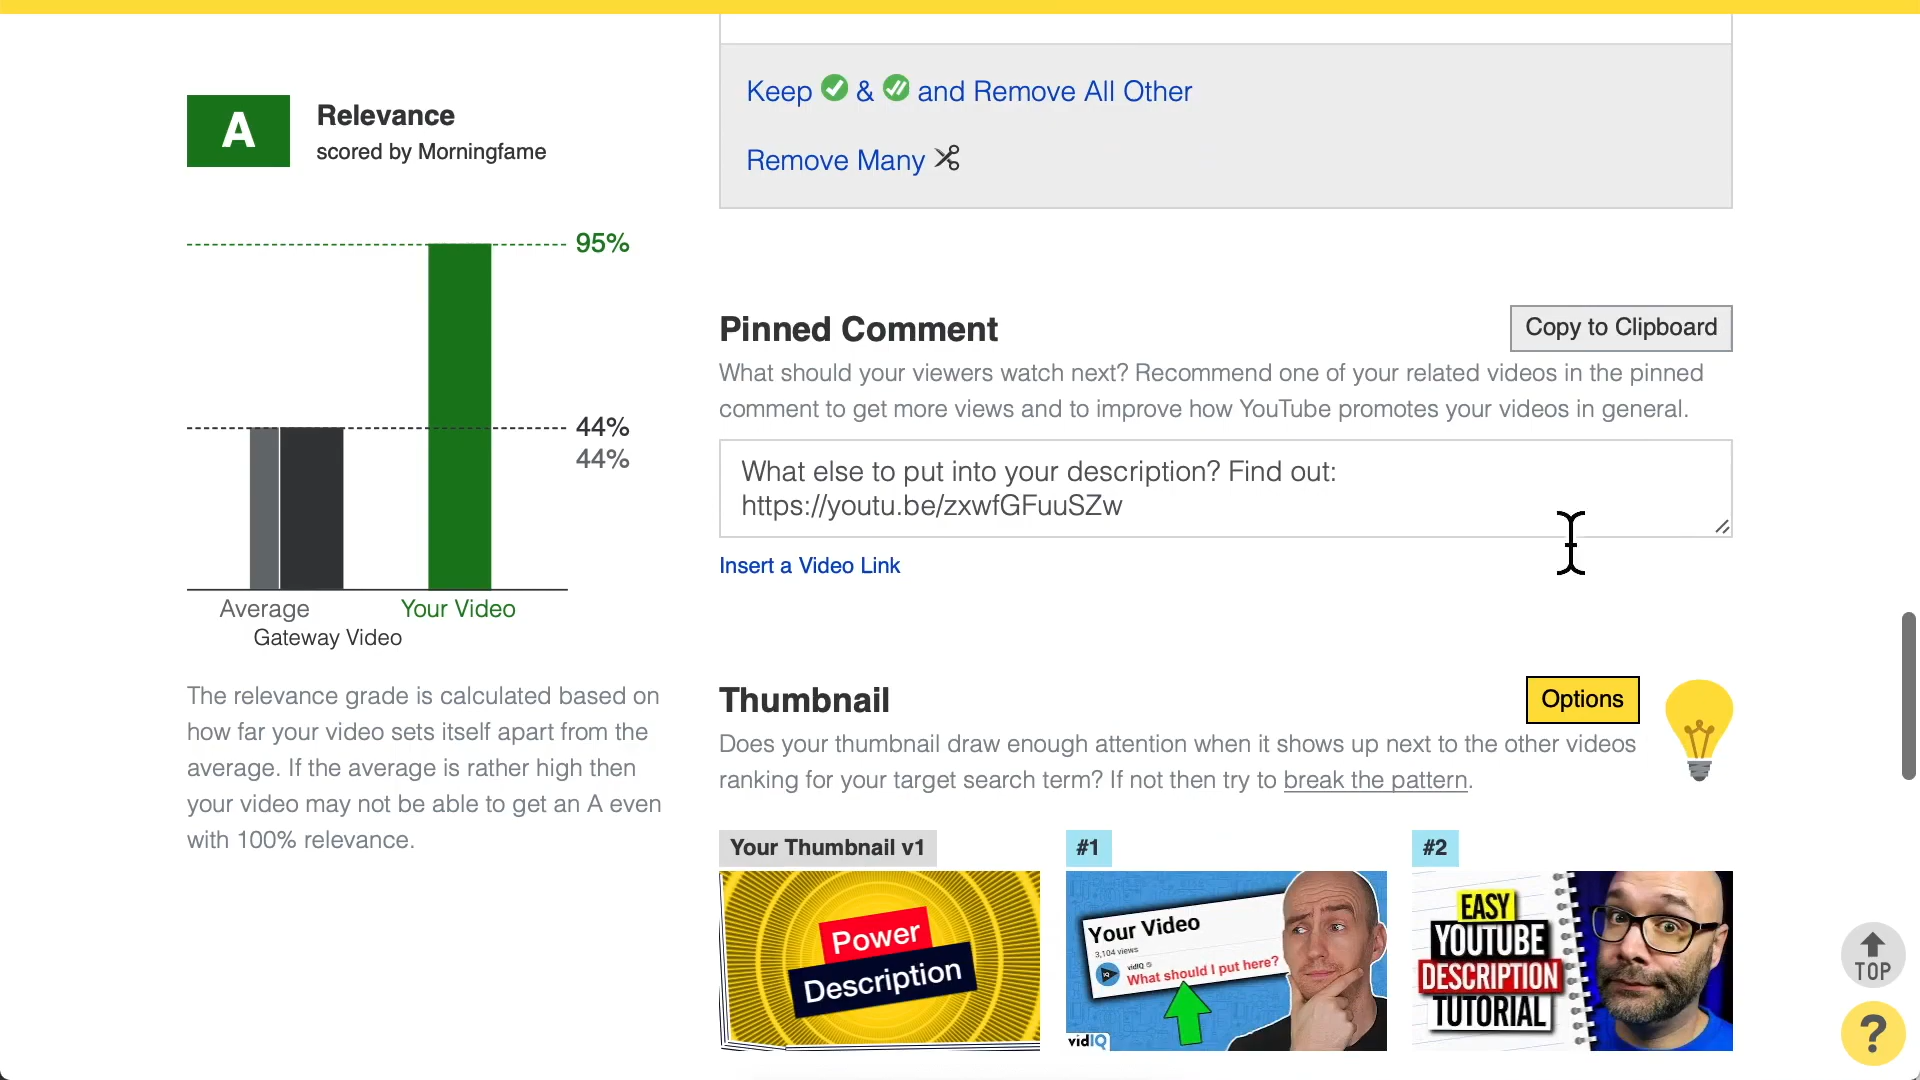 A
Relevance
scored by Morningfame
95%
44%
44%
Average
Your Video
Gateway Video
The relevance grade is calculated based on
how far your video sets itself apart from the
average. If the average is rather high then
your video may not be able to get an A even
with 100% relevance.
Keep & and Remove All Other
Remove Many
Pinned Comment
Copy to Clipboard
What should your viewers watch next? Recommend one of your related videos in the pinned
comment to get more views and to improve how YouTube promotes your videos in general.
What else to put into your description? Find out:
https://youtu.be/zxwfGFuuSZw
Insert a Video Link
Thumbnail
Options
Does your thumbnail draw enough attention when it shows up next to the other videos
ranking for your target search term? If not then try to break the pattern.
Your Thumbnail v1
#1
#2
Power
Description
Your Video
3,104 views
vidIQ
What should I put here?
vidIQ
EASY
YOUTUBE
DESCRIPTION
TUTORIAL
TOP
?